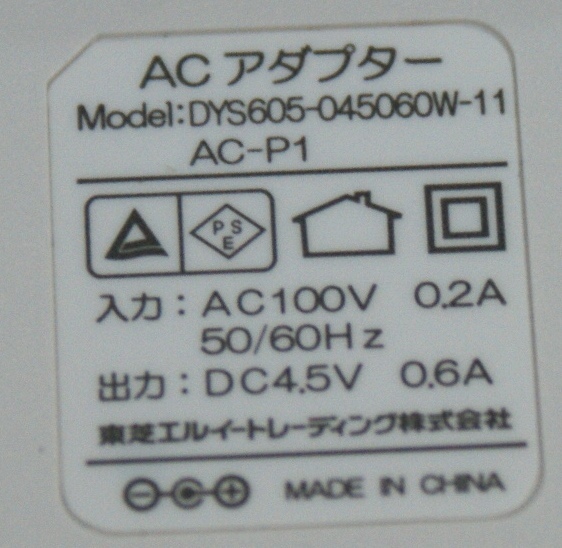 ACアダプター
Model:DYS605-045060W-11
AC-P1
PSE
入力：AC100V 0.2A
50/60Hz
出力：DC4.5V 0.6A
東芝エルイートレーディング株式会社
MADE IN CHINA